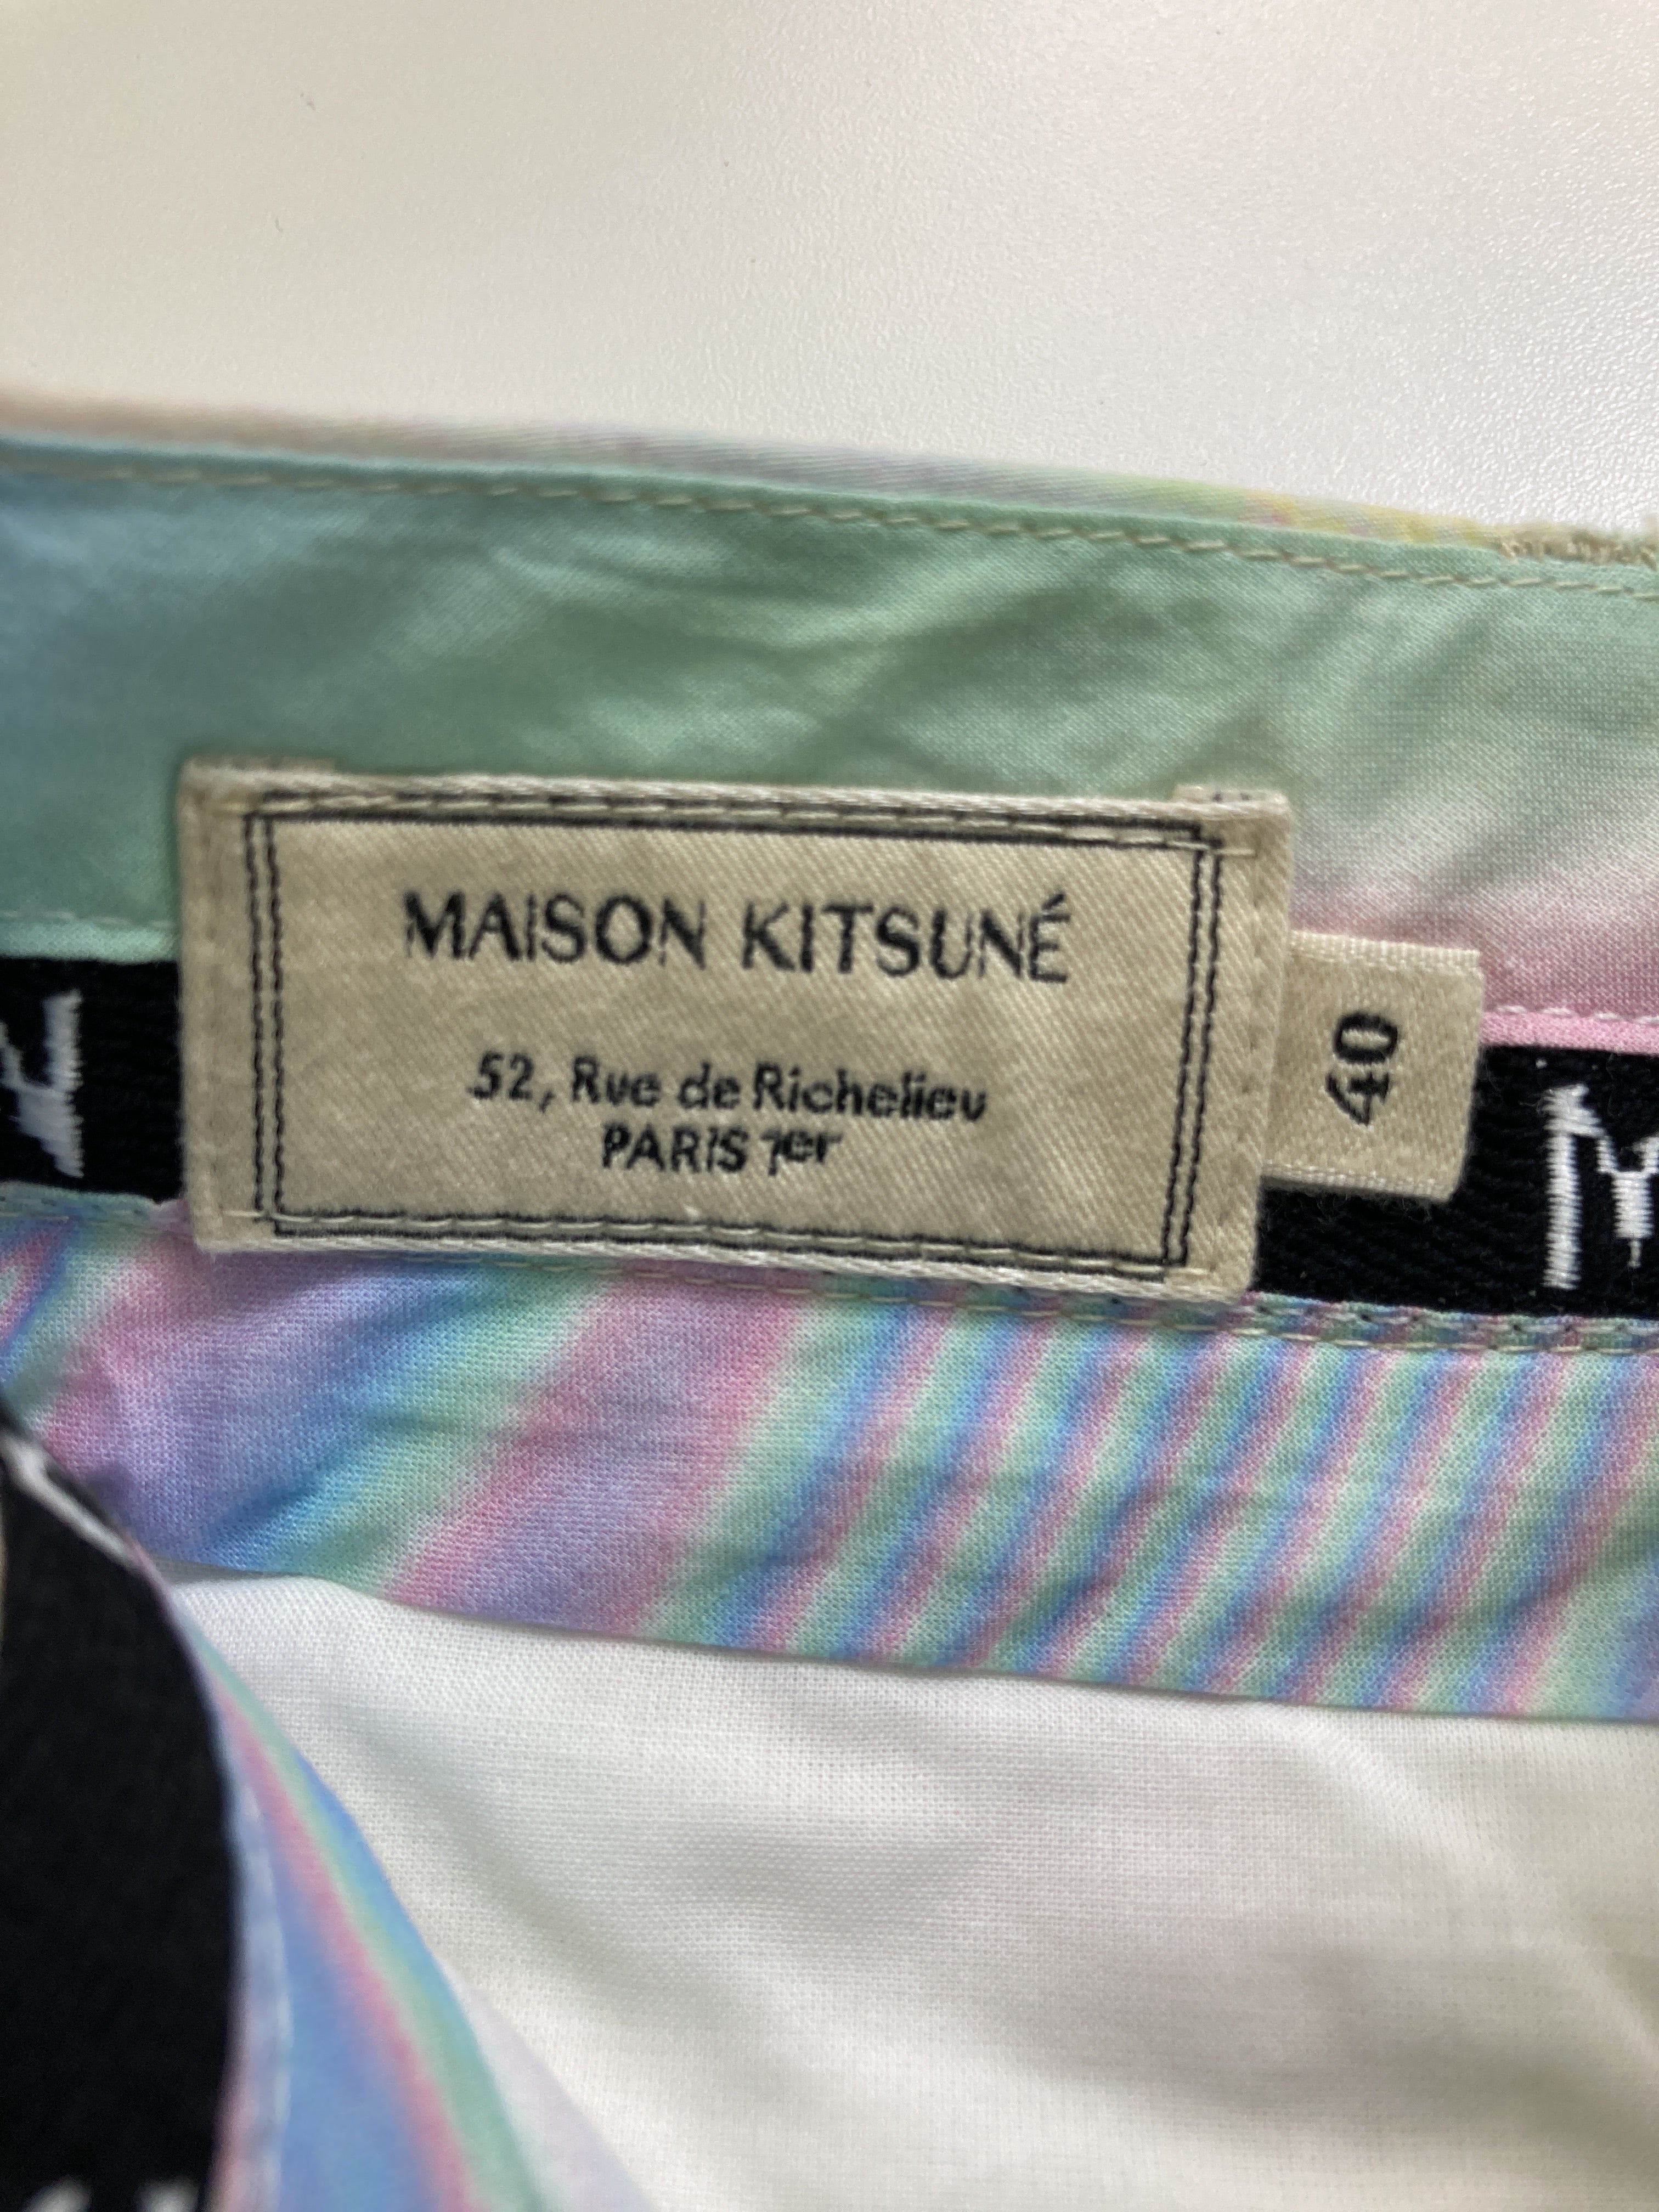 MAISON KITSUNÉ
52, Rue de Richelieu
PARIS 1er
40
N
M